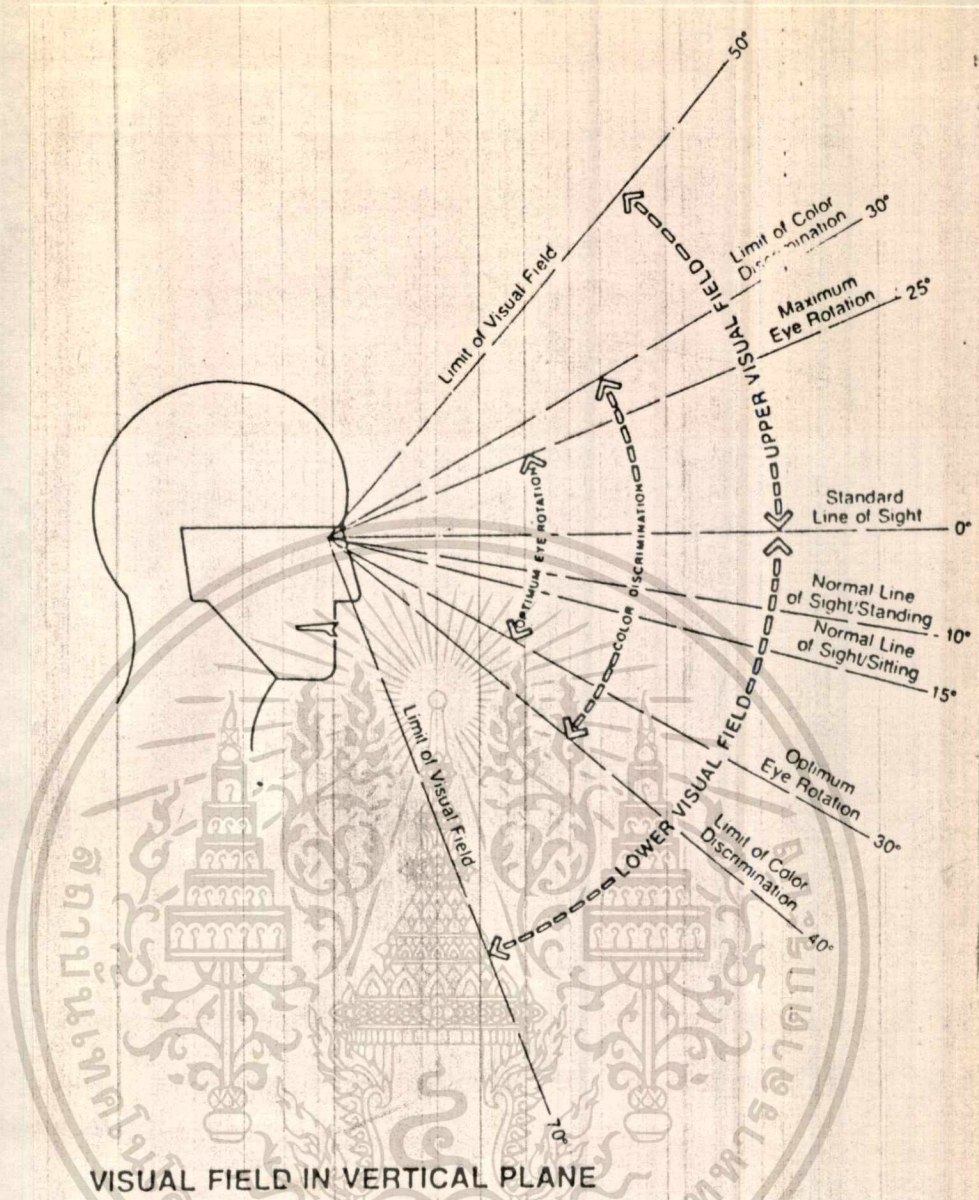 50°
Limit of Visual Field
Limit of Color
30°
Maximum
Eye Rotation
25°
UPPER VISUAL FIELD
OPTIMUM EYE ROTATION
COLOR DISCRIMINATION
Standard
Line of Sight
0°
Normal Line
of Sight/Standing
10°
Normal Line
of Sight/Sitting
15°
Optimum
Eye Rotation
30°
Limit of Color
Discrimination
40°
LOWER VISUAL FIELD
Limit of Visual Field
70°
VISUAL FIELD IN VERTICAL PLANE